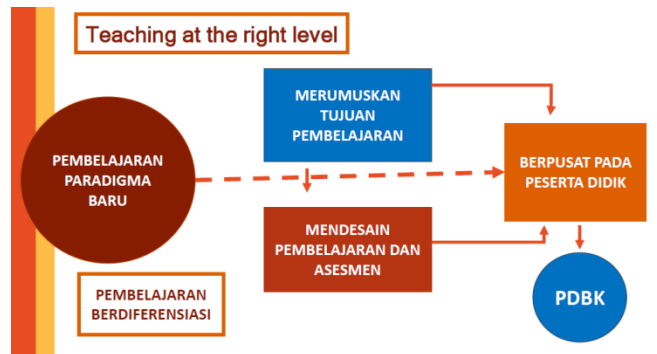 Teaching at the right level
MERUMUSKAN
TUJUAN
PEMBELAJARAN
PEMBELAJARAN
PARADIGMA
BARU
BERPUSAT PADA
PESERTA DIDIK
MENDESAIN
PEMBELAJARAN DAN
ASESMEN
PEMBELAJARAN
BERDIFERENSIASI
PDBK